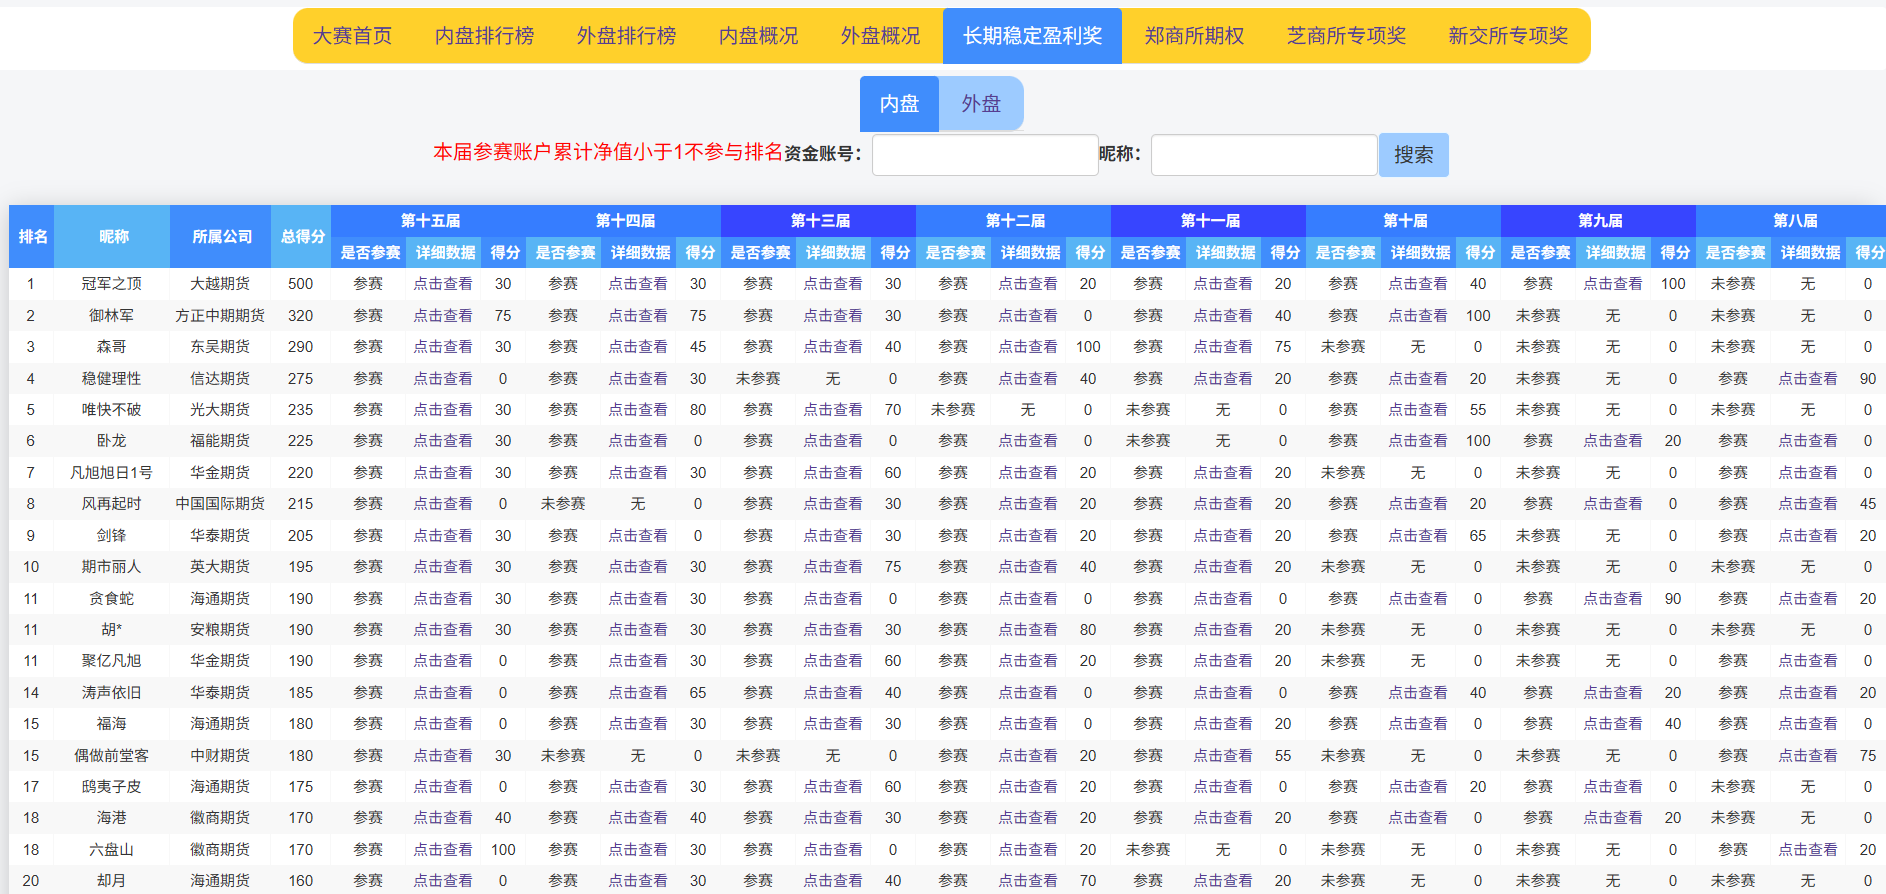 大赛首页 内盘排行榜 外盘排行榜 内盘概况 外盘概况 长期稳定盈利奖 郑商所期权 芝商所专项奖 新交所专项奖
内盘 外盘
本届参赛账户累计净值小于1不参与排名资金账号： 昵称： 搜索
排名 昵称 所属公司 总得分 第十五届 第十四届 第十三届 第十二届 第十一届 第十届 第九届 第八届
是否参赛 详细数据 得分 是否参赛 详细数据 得分 是否参赛 详细数据 得分 是否参赛 详细数据 得分 是否参赛 详细数据 得分 是否参赛 详细数据 得分 是否参赛 详细数据 得分 是否参赛 详细数据 得分
1 冠军之顶 大越期货 500 参赛 点击查看 30 参赛 点击查看 30 参赛 点击查看 30 参赛 点击查看 20 参赛 点击查看 20 参赛 点击查看 40 参赛 点击查看 100 未参赛 无 0
2 御林军 方正中期期货 320 参赛 点击查看 75 参赛 点击查看 75 参赛 点击查看 30 参赛 点击查看 0 参赛 点击查看 40 参赛 点击查看 100 未参赛 无 0 未参赛 无 0
3 森哥 东吴期货 290 参赛 点击查看 30 参赛 点击查看 45 参赛 点击查看 40 参赛 点击查看 100 参赛 点击查看 75 未参赛 无 0 未参赛 无 0 未参赛 无 0
4 稳健理性 信达期货 275 参赛 点击查看 0 参赛 点击查看 30 未参赛 无 0 参赛 点击查看 40 参赛 点击查看 20 参赛 点击查看 20 未参赛 无 0 参赛 点击查看 90
5 唯快不破 光大期货 235 参赛 点击查看 30 参赛 点击查看 80 参赛 点击查看 70 未参赛 无 0 未参赛 无 0 参赛 点击查看 55 未参赛 无 0 未参赛 无 0
6 卧龙 福能期货 225 参赛 点击查看 30 参赛 点击查看 0 参赛 点击查看 0 参赛 点击查看 0 未参赛 无 0 参赛 点击查看 100 参赛 点击查看 20 参赛 点击查看 0
7 凡旭旭日1号 华金期货 220 参赛 点击查看 30 参赛 点击查看 30 参赛 点击查看 60 参赛 点击查看 20 参赛 点击查看 20 未参赛 无 0 未参赛 无 0 参赛 点击查看 0
8 风再起时 中国国际期货 215 参赛 点击查看 0 未参赛 无 0 参赛 点击查看 30 参赛 点击查看 20 参赛 点击查看 20 参赛 点击查看 20 参赛 点击查看 0 参赛 点击查看 45
9 剑锋 华泰期货 205 参赛 点击查看 30 参赛 点击查看 0 参赛 点击查看 30 参赛 点击查看 20 参赛 点击查看 20 参赛 点击查看 65 未参赛 无 0 参赛 点击查看 20
10 期市丽人 英大期货 195 参赛 点击查看 30 参赛 点击查看 30 参赛 点击查看 75 参赛 点击查看 40 参赛 点击查看 20 未参赛 无 0 未参赛 无 0 未参赛 无 0
11 贪食蛇 海通期货 190 参赛 点击查看 30 参赛 点击查看 30 参赛 点击查看 0 参赛 点击查看 0 参赛 点击查看 0 参赛 点击查看 0 参赛 点击查看 90 参赛 点击查看 20
11 胡* 安粮期货 190 参赛 点击查看 30 参赛 点击查看 30 参赛 点击查看 30 参赛 点击查看 80 参赛 点击查看 20 未参赛 无 0 未参赛 无 0 未参赛 无 0
11 聚亿凡旭 华金期货 190 参赛 点击查看 0 参赛 点击查看 30 参赛 点击查看 60 参赛 点击查看 20 参赛 点击查看 20 未参赛 无 0 未参赛 无 0 参赛 点击查看 0
14 涛声依旧 华泰期货 185 参赛 点击查看 0 参赛 点击查看 65 参赛 点击查看 40 参赛 点击查看 0 参赛 点击查看 0 参赛 点击查看 40 参赛 点击查看 20 参赛 点击查看 20
15 福海 海通期货 180 参赛 点击查看 0 参赛 点击查看 30 参赛 点击查看 30 参赛 点击查看 0 参赛 点击查看 20 参赛 点击查看 0 参赛 点击查看 40 参赛 点击查看 0
15 偶做前堂客 中财期货 180 参赛 点击查看 30 未参赛 无 0 未参赛 无 0 参赛 点击查看 20 参赛 点击查看 55 未参赛 无 0 未参赛 无 0 参赛 点击查看 75
17 鸱夷子皮 海通期货 175 参赛 点击查看 0 参赛 点击查看 30 参赛 点击查看 60 参赛 点击查看 20 参赛 点击查看 0 参赛 点击查看 20 参赛 点击查看 0 未参赛 无 0
18 海港 徽商期货 170 参赛 点击查看 40 参赛 点击查看 40 参赛 点击查看 30 参赛 点击查看 20 参赛 点击查看 20 参赛 点击查看 0 参赛 点击查看 20 未参赛 无 0
18 六盘山 徽商期货 170 参赛 点击查看 100 参赛 点击查看 30 参赛 点击查看 0 参赛 点击查看 20 未参赛 无 0 未参赛 无 0 未参赛 无 0 参赛 点击查看 20
20 却月 海通期货 160 参赛 点击查看 0 参赛 点击查看 30 参赛 点击查看 40 参赛 点击查看 70 参赛 点击查看 20 未参赛 无 0 未参赛 无 0 未参赛 无 0